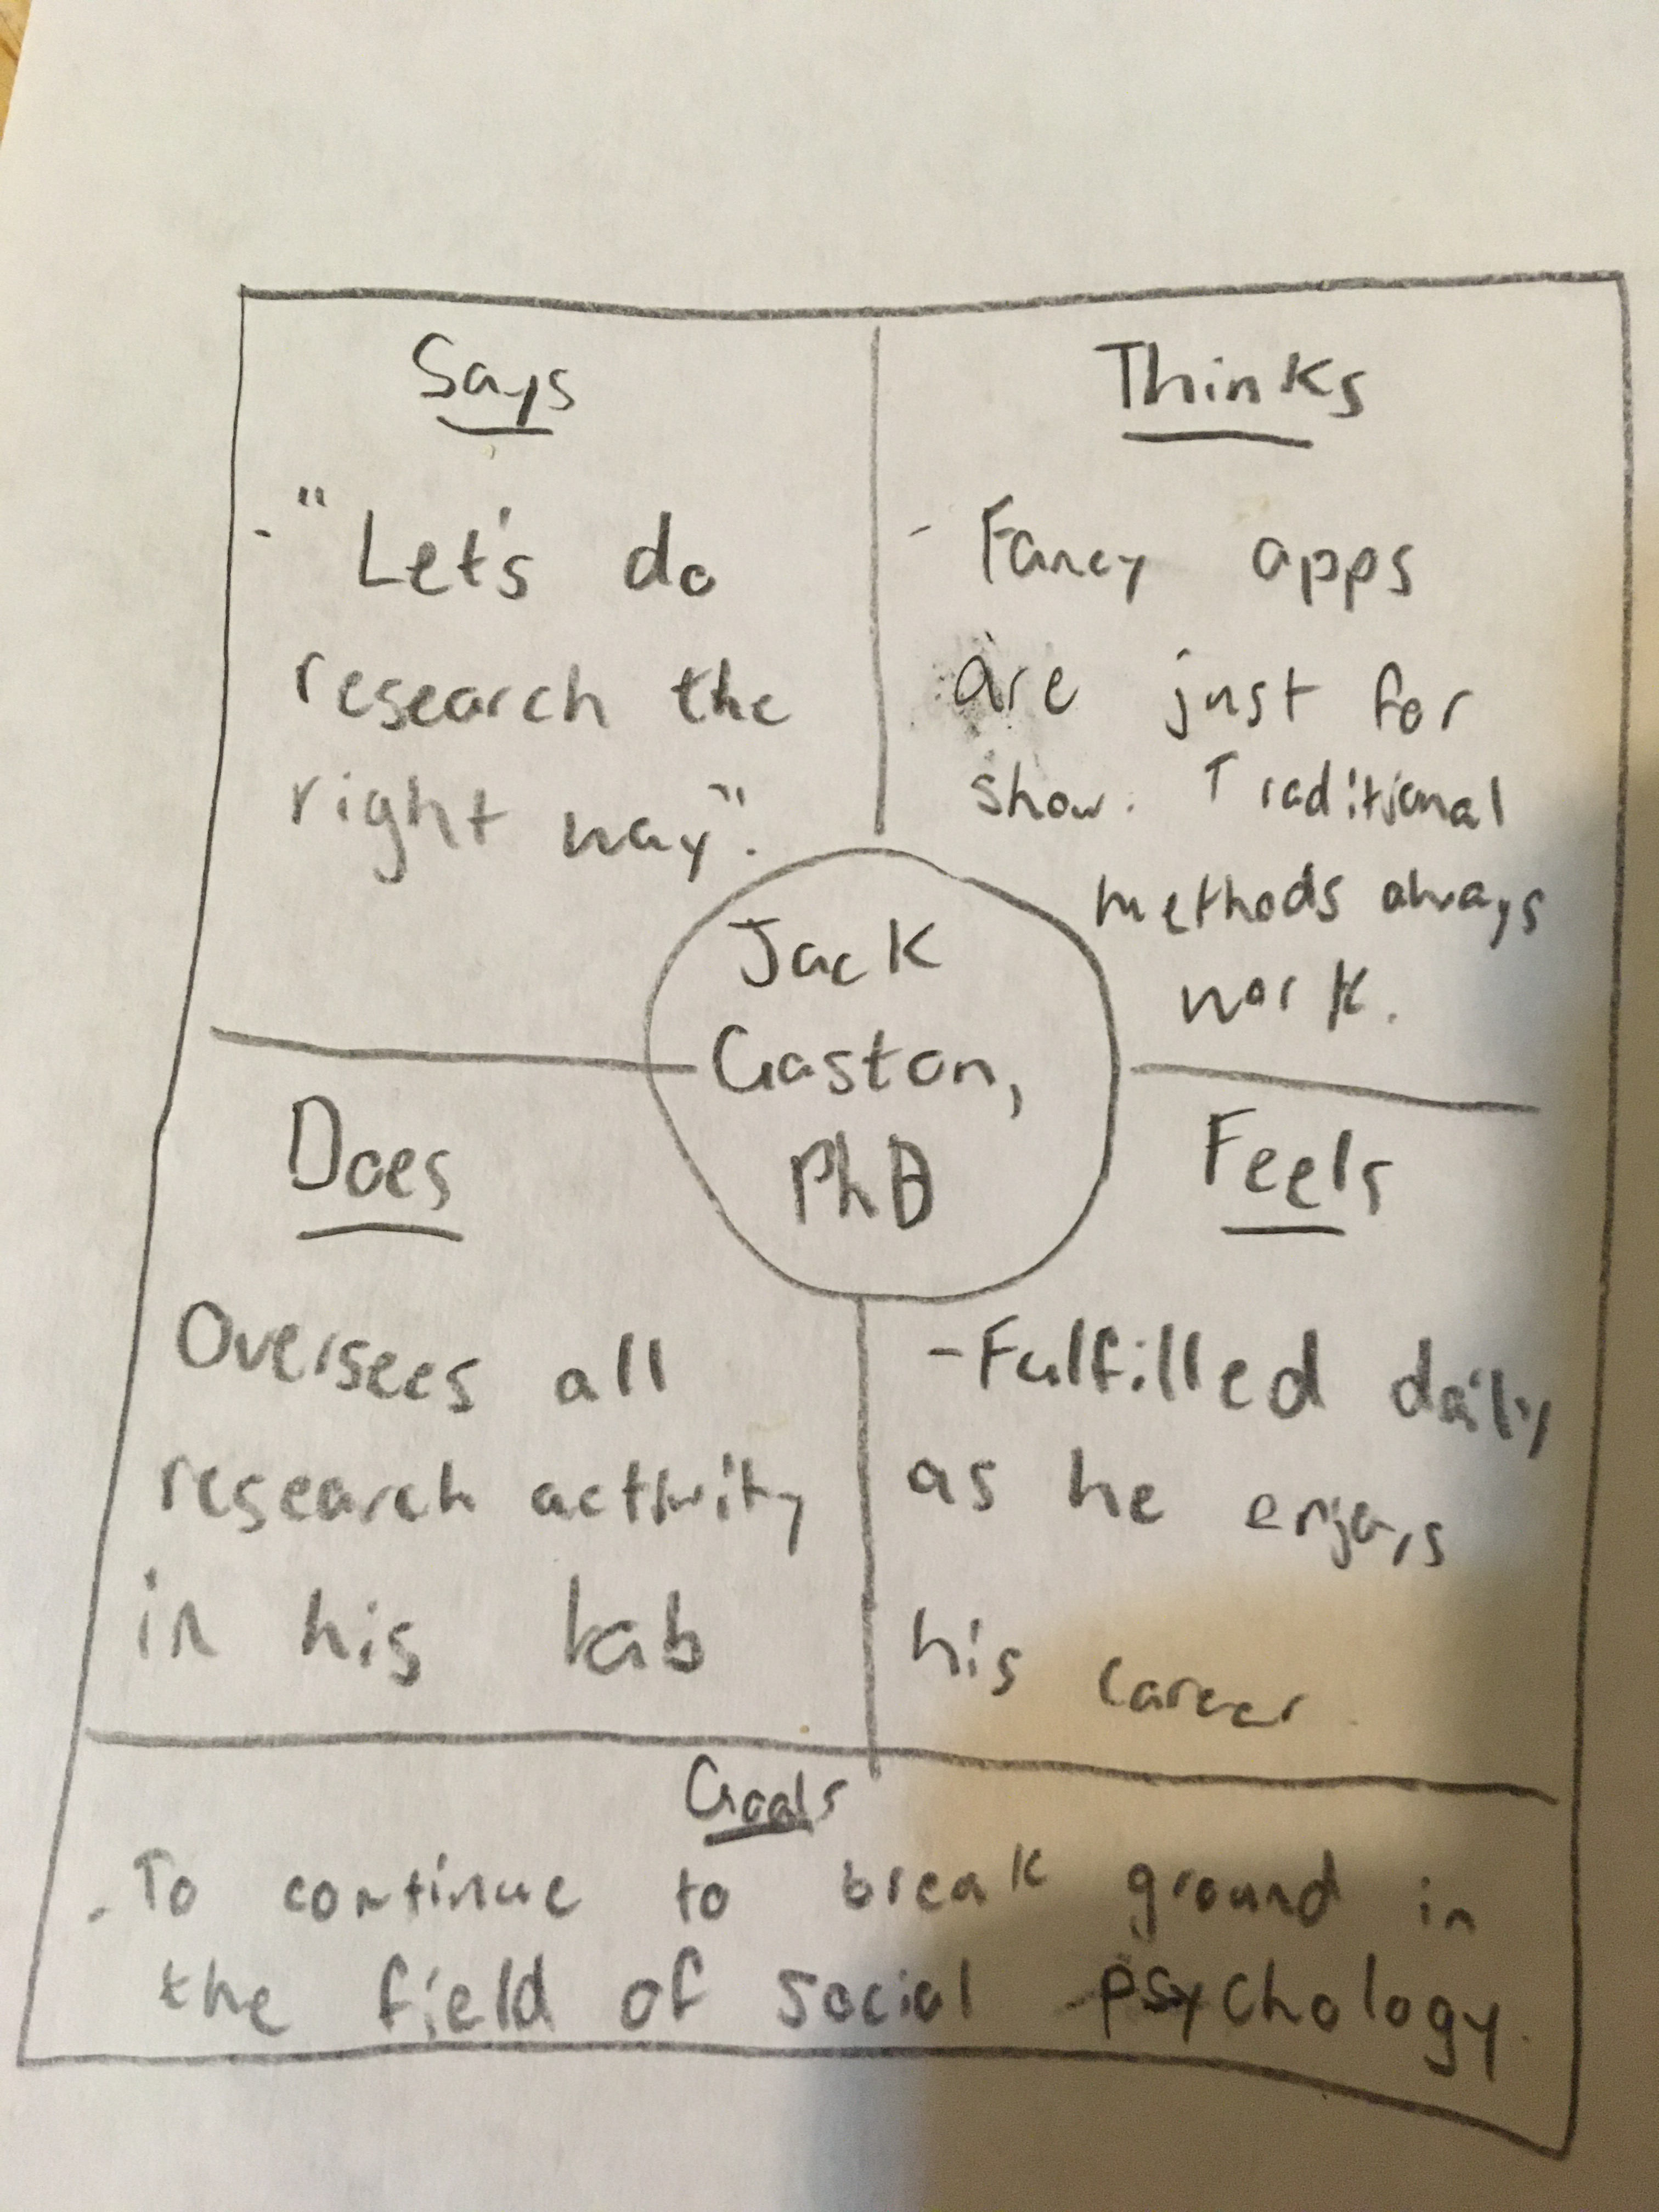 Says
- "Let's do
research the
right way".
Thinks
- Fancy apps
are just for
show. Traditional
methods always
work.
Jack
Gaston,
PhD
Does
Oversees all
research activity
in his lab
Feels
- Fulfilled daily
as he enjoys
his career.
Goals
- To continue to break ground in
the field of social psychology.